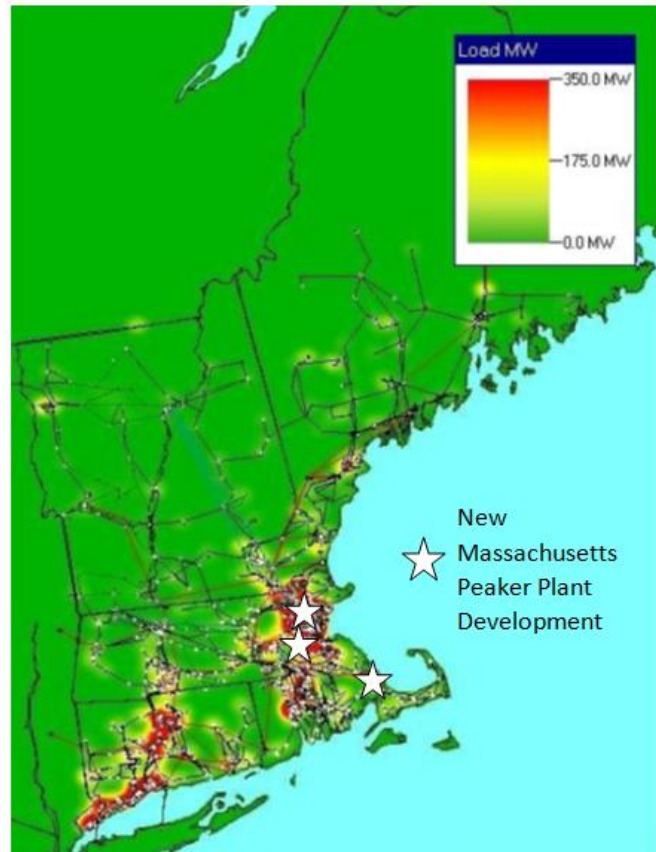 Load MW
350.0 MW
175.0 MW
0.0 MW
New
Massachusetts
Peaker Plant
Development